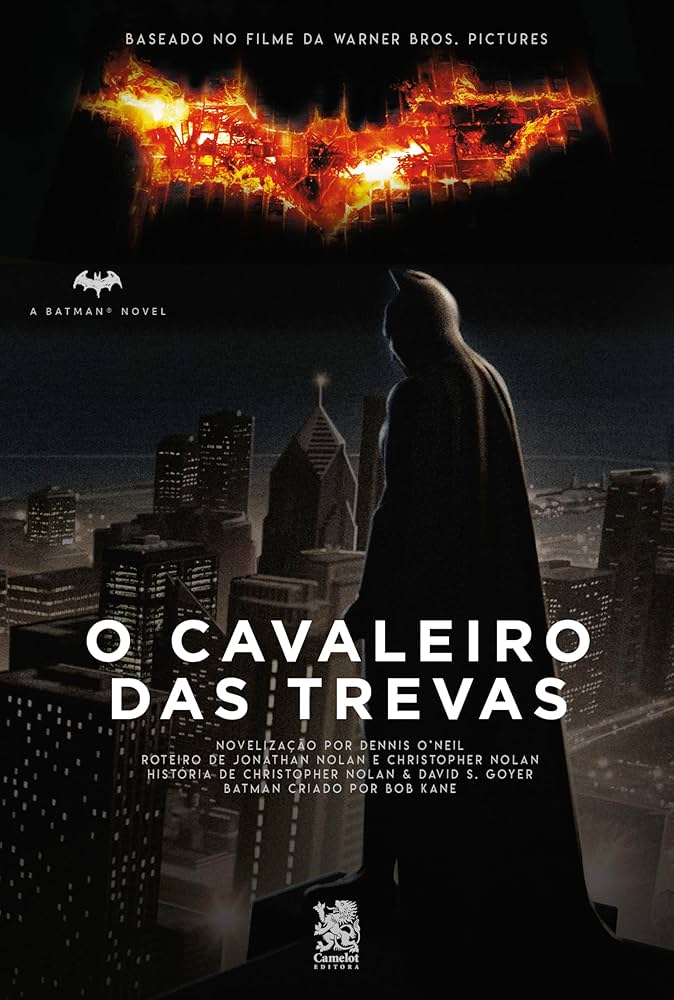 BASEADO NO FILME DA WARNER BROS. PICTURES
A BATMAN® NOVEL
O CAVALEIRO
DAS TREVAS
NOVELIZAÇÃO POR DENNIS O'NEIL
ROTEIRO DE JONATHAN NOLAN E CHRISTOPHER NOLAN
HISTÓRIA DE CHRISTOPHER NOLAN & DAVID S. GOYER
BATMAN CRIADO POR BOB KANE
Camelot
EDITORA